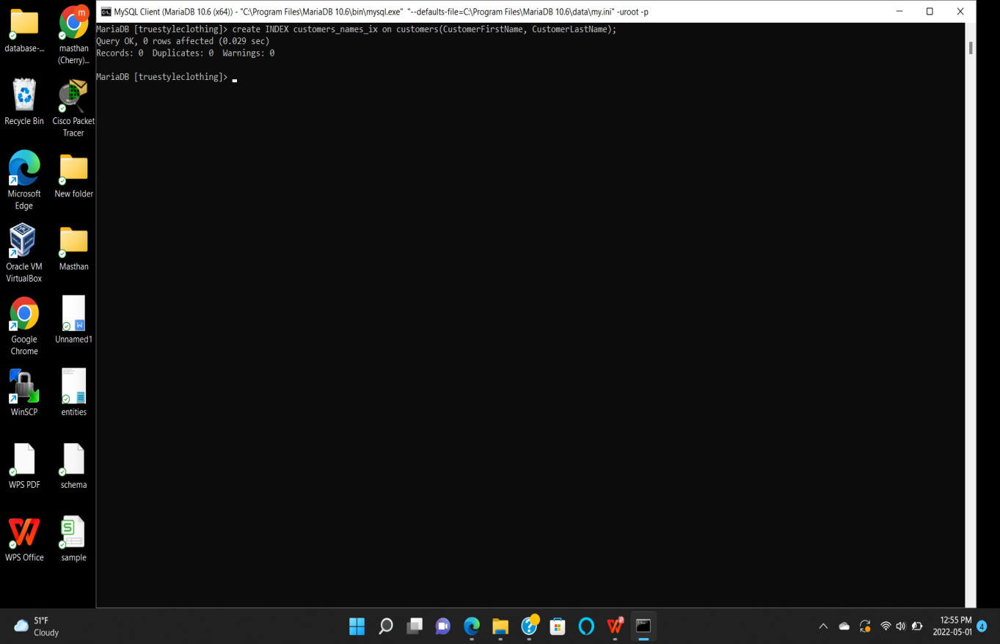 MySQL Client (MariaDB 10.6 (x64)) - "C:\Program Files\MariaDB 10.6\bin\mysql.exe" "--defaults-file=C:\Program Files\MariaDB 10.6\data\my.ini" -uroot -p
MariaDB [truestyleclothing]> create INDEX customers_names_ix on customers(CustomerFirstName, CustomerLastName);
Query OK, 0 rows affected (0.029 sec)
Records: 0  Duplicates: 0  Warnings: 0
MariaDB [truestyleclothing]>
database-...
m
masthan
(Cherry)...
Recycle Bin
Cisco Packet
Tracer
Microsoft
Edge
New folder
Oracle VM
VirtualBox
Masthan
Google
Chrome
W
Unnamed1
WinSCP
entities
WPS PDF
schema
WPS Office
S
sample
51°F
Cloudy
12:55 PM
2022-05-01
4